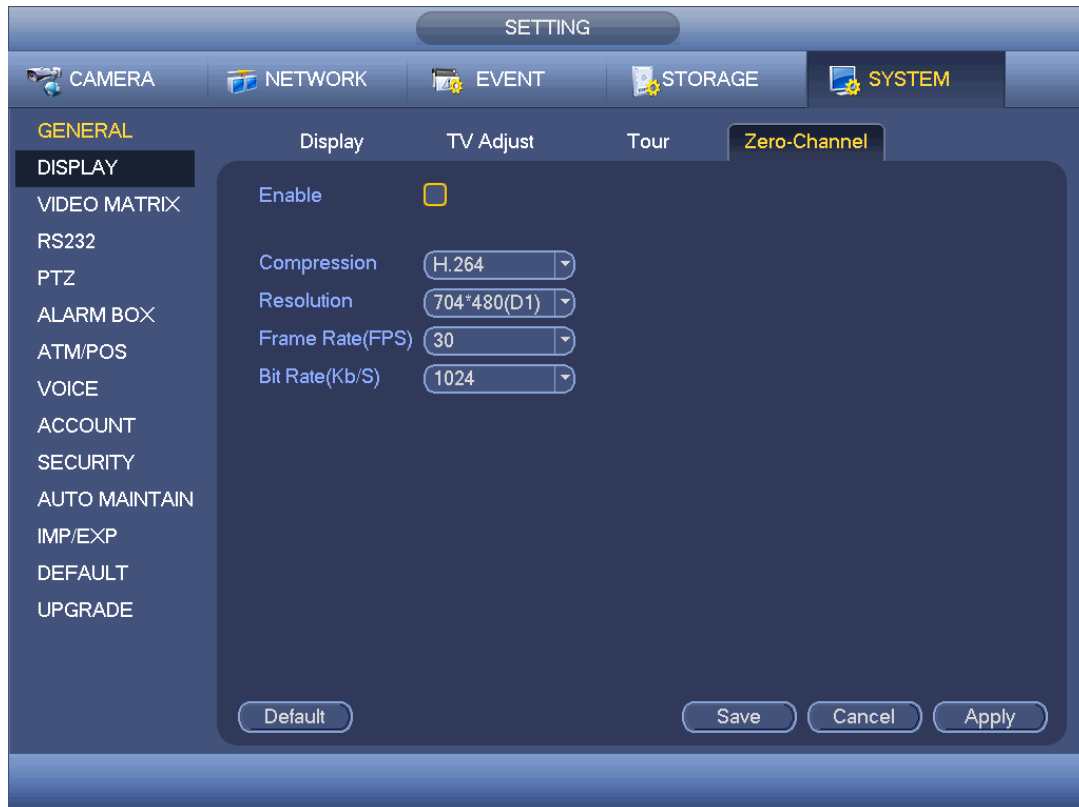 SETTING
CAMERA NETWORK EVENT STORAGE SYSTEM
GENERAL
DISPLAY
VIDEO MATRIX
RS232
PTZ
ALARM BOX
ATM/POS
VOICE
ACCOUNT
SECURITY
AUTO MAINTAIN
IMP/EXP
DEFAULT
UPGRADE
Display TV Adjust Tour Zero-Channel
Enable
Compression H.264
Resolution 704*480(D1)
Frame Rate(FPS) 30
Bit Rate(Kb/S) 1024
Default Save Cancel Apply